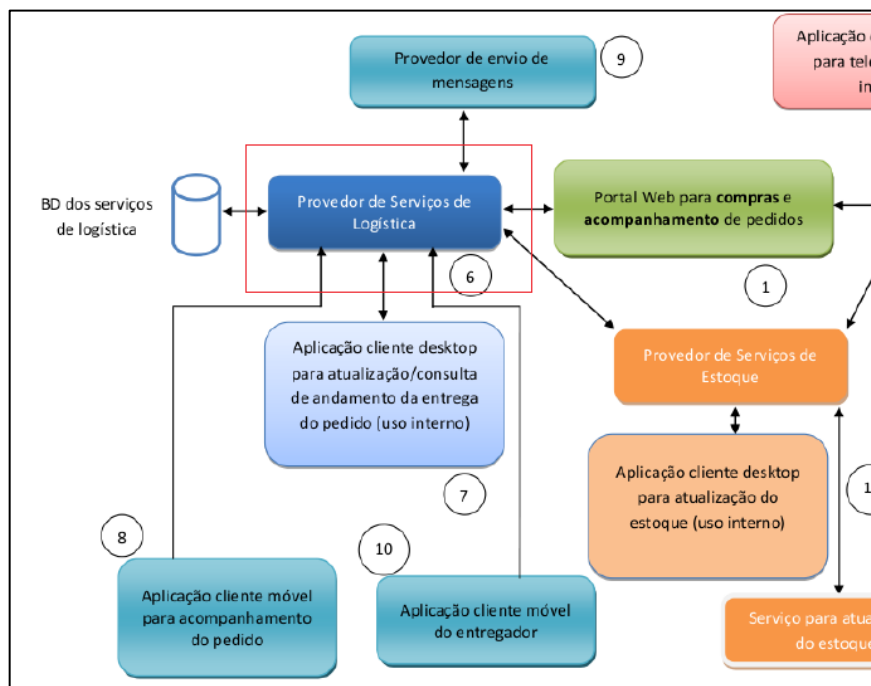 Provedor de envio de
mensagens
9
Aplicação
para
BD dos serviços
de logística
Provedor de Serviços de
Logística
6
Portal Web para compras e
acompanhamento de pedidos
1
Aplicação cliente desktop
para atualização/consulta
de andamento da entrega
do pedido (uso interno)
7
Provedor de Serviços de
Estoque
Aplicação cliente desktop
para atualização do
estoque (uso interno)
1
8
Aplicação cliente móvel
para acompanhamento
do pedido
10
Aplicação cliente móvel
do entregador
Serviço para
do estoque